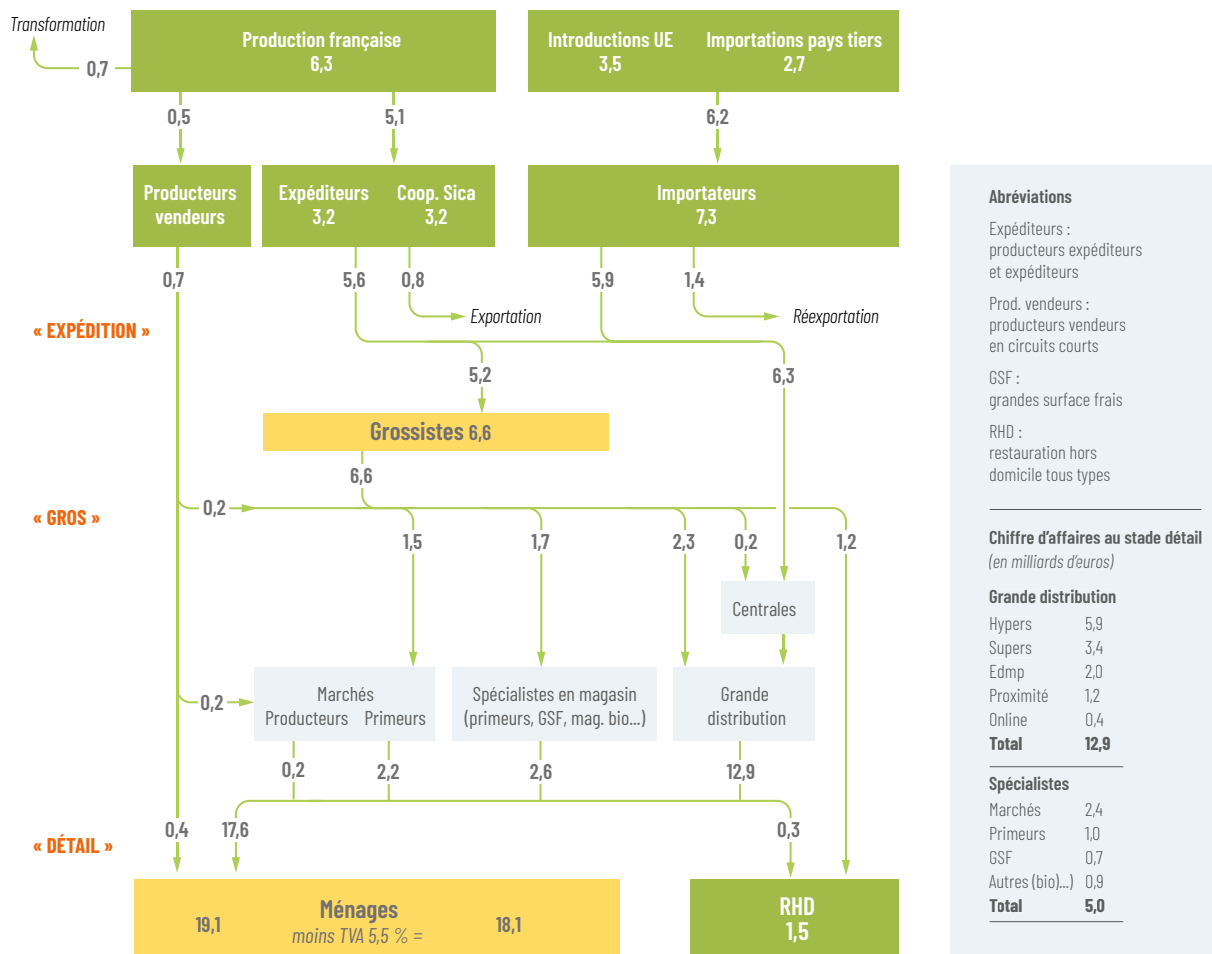 Transformation
0,7
Production française
6,3
Introductions UE
3,5
Importations pays tiers
2,7
0,5
5,1
6,2
Producteurs
vendeurs
Expéditeurs
3,2
Coop. Sica
3,2
Importateurs
7,3
0,7
5,6
0,8
5,9
1,4
Exportation
Réexportation
« EXPÉDITION »
5,2
6,3
Grossistes 6,6
6,6
« GROS »
0,2
1,5
1,7
2,3
0,2
1,2
Centrales
0,2
Marchés
Producteurs Primeurs
Spécialistes en magasin
(primeurs, GSF, mag. bio...)
Grande
distribution
0,2
2,2
2,6
12,9
« DÉTAIL »
0,4
17,6
0,3
19,1
Ménages
moins TVA 5,5 % =
18,1
RHD
1,5
Abréviations
Expéditeurs :
producteurs expéditeurs
et expéditeurs
Prod. vendeurs :
producteurs vendeurs
en circuits courts
GSF :
grandes surface frais
RHD :
restauration hors
domicile tous types
Chiffre d'affaires au stade détail
(en milliards d'euros)
Grande distribution
Hypers 5,9
Supers 3,4
Edmp 2,0
Proximité 1,2
Online 0,4
Total 12,9
Spécialistes
Marchés 2,4
Primeurs 1,0
GSF 0,7
Autres (bio)...) 0,9
Total 5,0